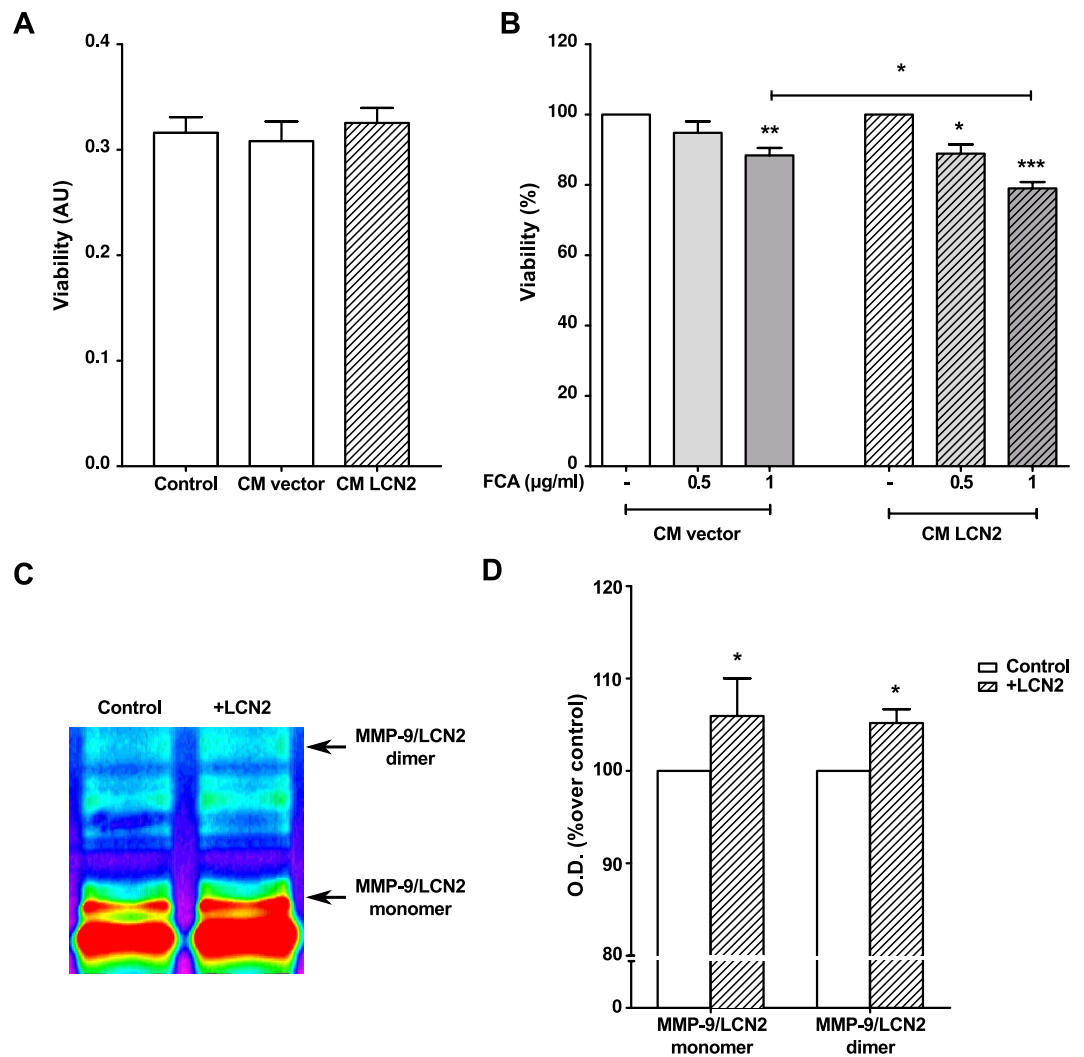 A
0.4
0.3
0.2
0.1
0.0
Viability (AU)
Control CM vector CM LCN2
B
120
100
80
60
40
20
0
Viability (%)
*
**
*
***
FCA (µg/ml) - 0.5 1 - 0.5 1
CM vector CM LCN2
C
Control +LCN2
MMP-9/LCN2
dimer
MMP-9/LCN2
monomer
D
120
110
100
90
80
0
O.D. (%over control)
*
*
Control
+LCN2
MMP-9/LCN2 MMP-9/LCN2
monomer dimer